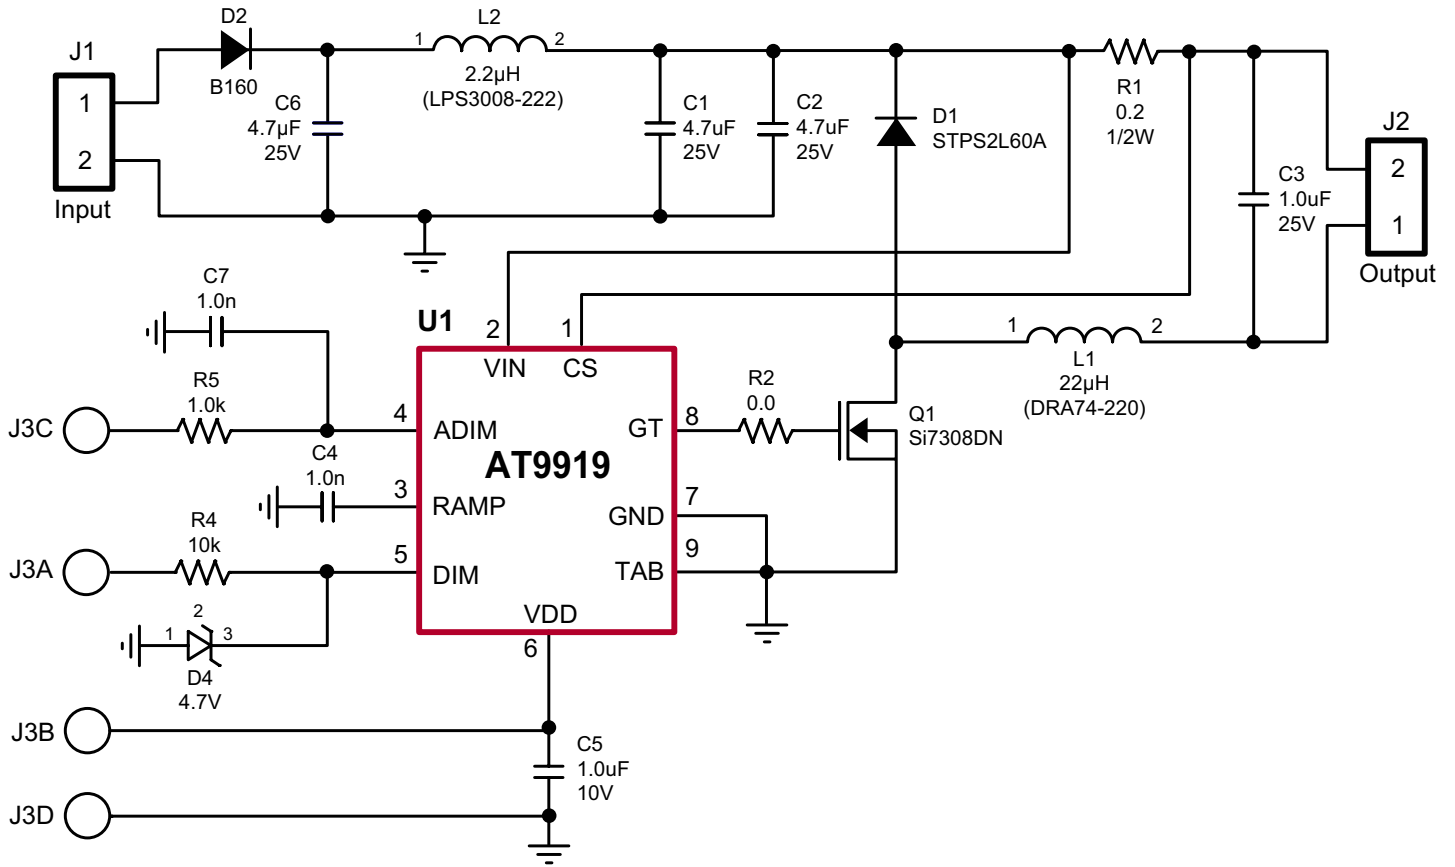 J1
1
2
Input
D2
B160
C6
4.7µF
25V
1
L2
2
2.2µH
(LPS3008-222)
C1
4.7uF
25V
C2
4.7uF
25V
D1
STPS2L60A
R1
0.2
1/2W
J2
2
1
Output
C3
1.0uF
25V
C7
1.0n
U1
2
1
VIN
CS
1
2
L1
22µH
(DRA74-220)
J3C
R5
1.0k
4
ADIM
GT
8
R2
0.0
Q1
Si7308DN
AT9919
C4
1.0n
3
RAMP
GND
7
J3A
R4
10k
5
DIM
TAB
9
VDD
6
1
2
3
D4
4.7V
J3B
C5
1.0uF
10V
J3D